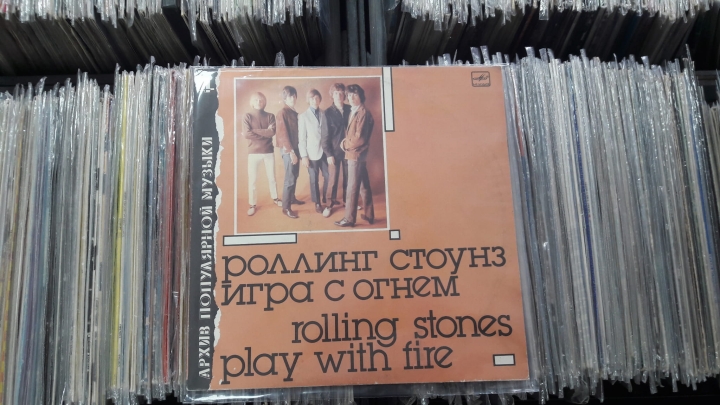 АРХИВ ПОПУЛЯРНОЙ МУЗЫКИ
роллинг стоунз
игра с огнем
rolling stones
play with fire